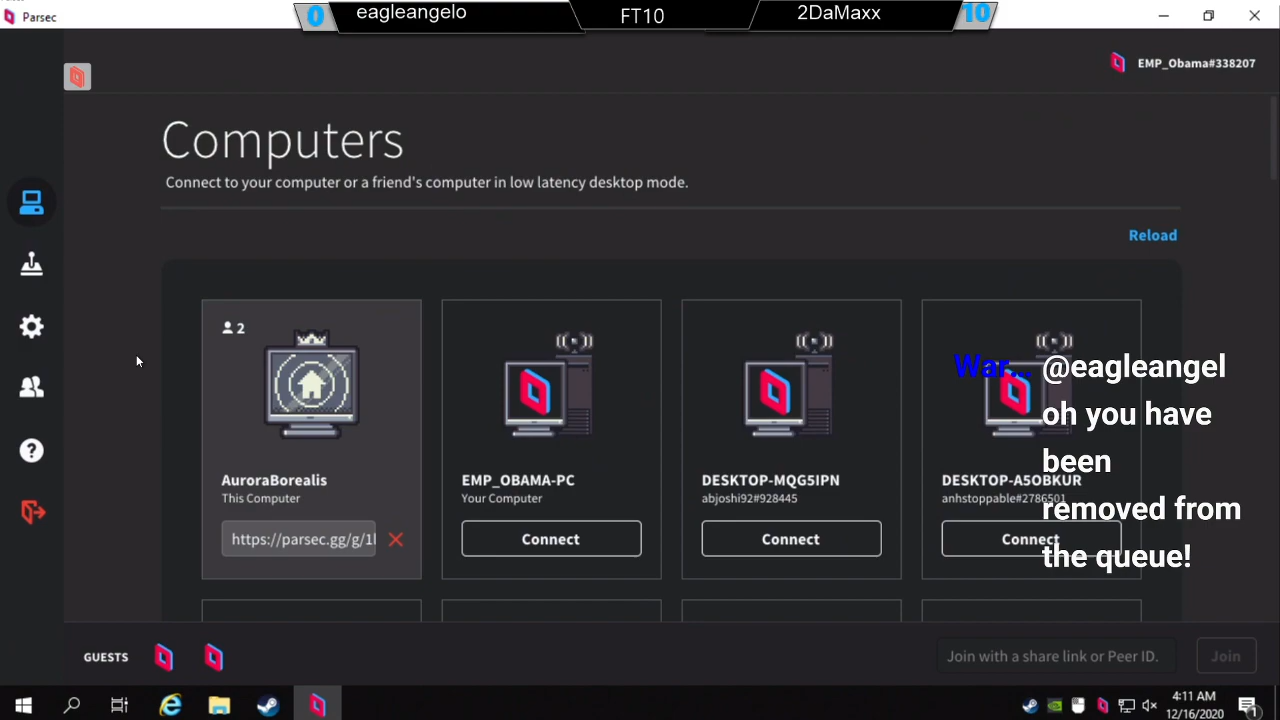 Parsec
0 eagleangelo FT10 2DaMaxx 10
EMP_Obama#338207
Computers
Connect to your computer or a friend's computer in low latency desktop mode.
Reload
2
AuroraBorealis
This Computer
https://parsec.gg/g/1
EMP_OBAMA-PC
Your Computer
Connect
DESKTOP-MQG5IPN
abjoshi92#928445
Connect
DESKTOP-A5OBKUR
anhstoppable#2786501
Connect
War... @eagleangel
oh you have
been
removed from
the queue!
GUESTS
Join with a share link or Peer ID.
Join
4:11 AM
12/16/2020
1